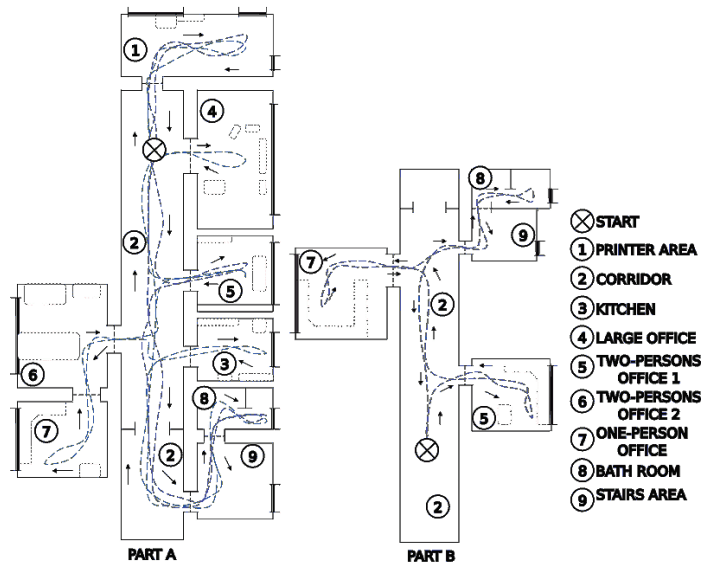 1
4
2
5
3
6
8
7
2
9
PART A
8
7
9
2
5
2
PART B
START
1 PRINTER AREA
2 CORRIDOR
3 KITCHEN
4 LARGE OFFICE
5 TWO-PERSONS
OFFICE 1
6 TWO-PERSONS
OFFICE 2
7 ONE-PERSON
OFFICE
8 BATH ROOM
9 STAIRS AREA